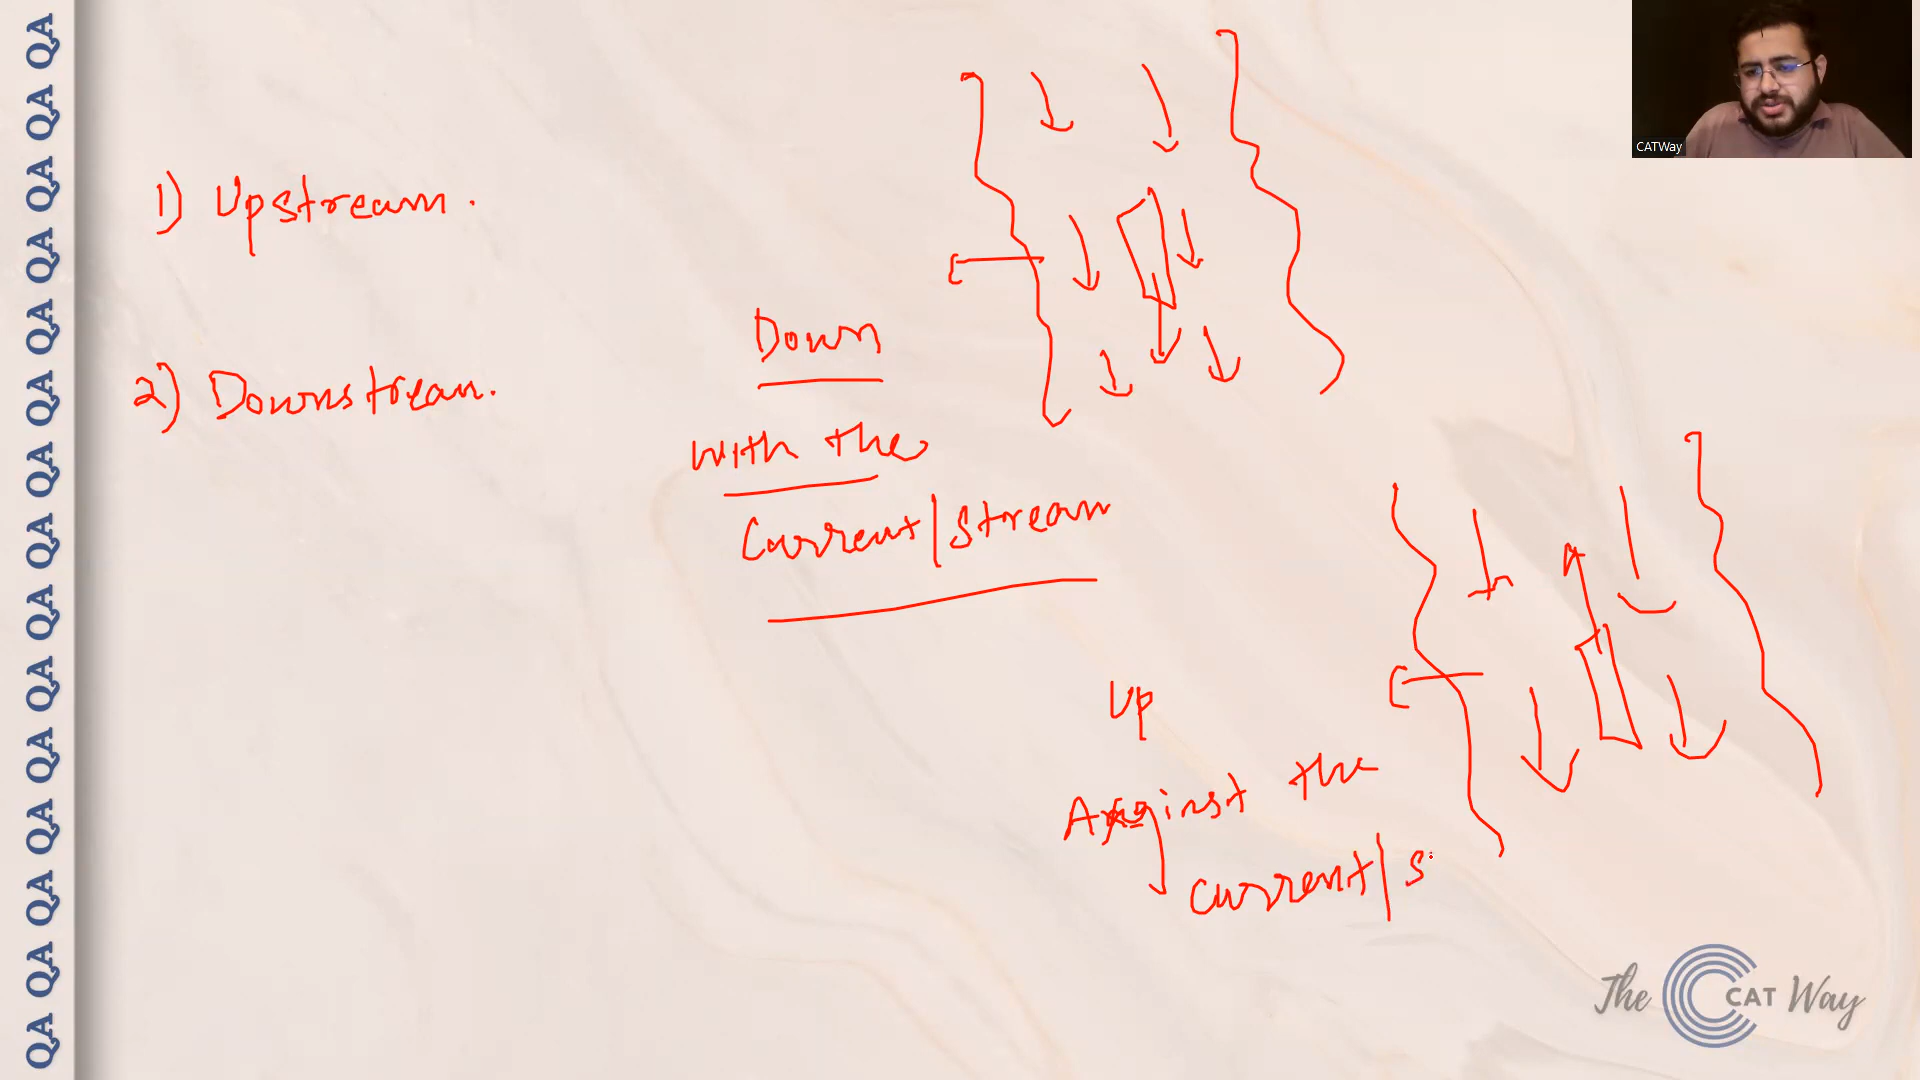 QA QA QA QA QA QA QA QA QA QA QA QA QA QA QA
CATWay
1) Upstream.
2) Downstream.
Down
with the
Current/stream
Up
Against the
current/s
The CAT Way